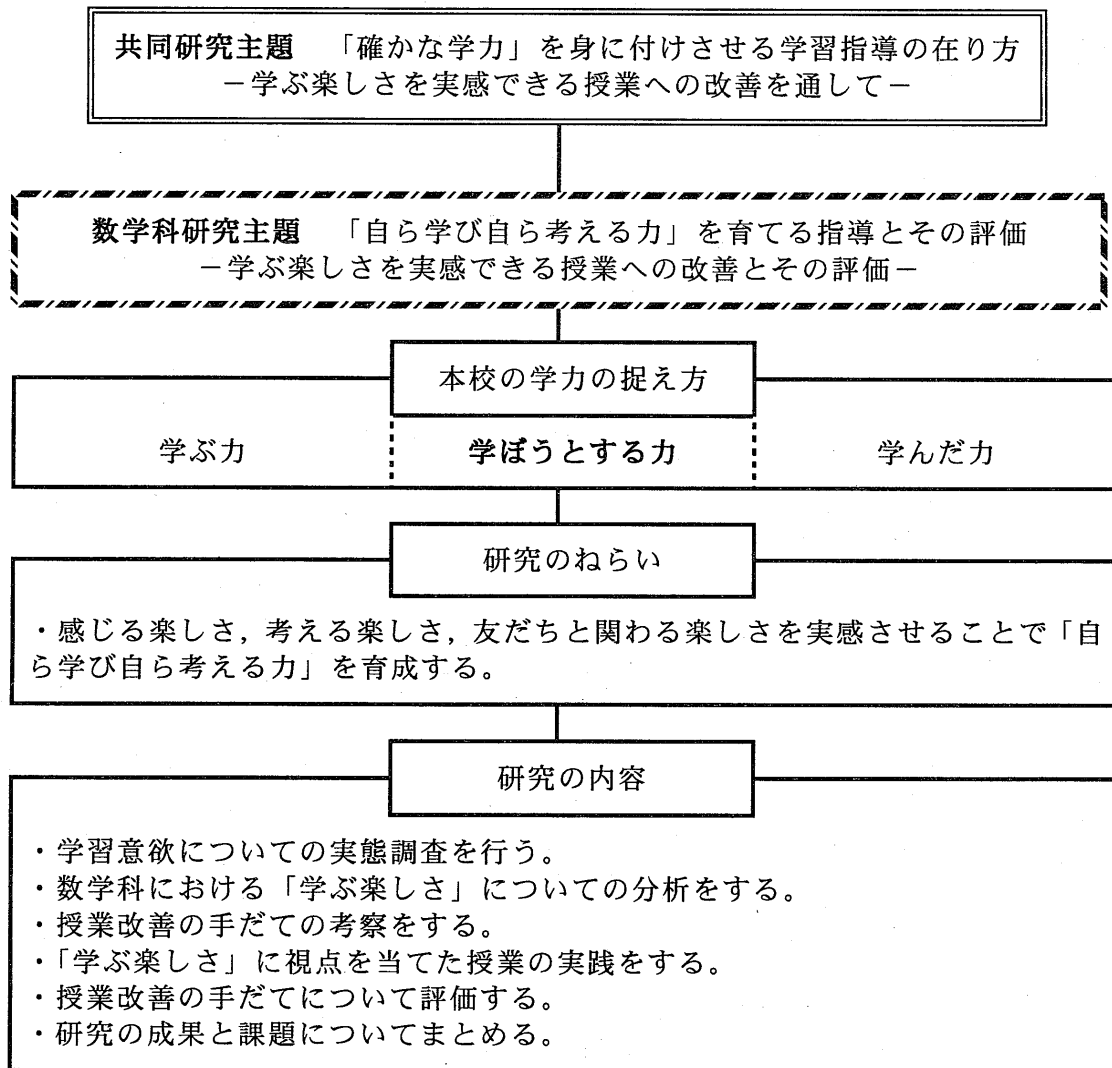 共同研究主題　「確かな学力」を身に付けさせる学習指導の在り方
－学ぶ楽しさを実感できる授業への改善を通して－
数学科研究主題　「自ら学び自ら考える力」を育てる指導とその評価
－学ぶ楽しさを実感できる授業への改善とその評価－
本校の学力の捉え方
学ぶ力　学ぼうとする力　学んだ力
研究のねらい
・感じる楽しさ，考える楽しさ，友だちと関わる楽しさを実感させることで「自
ら学び自ら考える力」を育成する。
研究の内容
・学習意欲についての実態調査を行う。
・数学科における「学ぶ楽しさ」についての分析をする。
・授業改善の手だての考察をする。
・「学ぶ楽しさ」に視点を当てた授業の実践をする。
・授業改善の手だてについて評価する。
・研究の成果と課題についてまとめる。